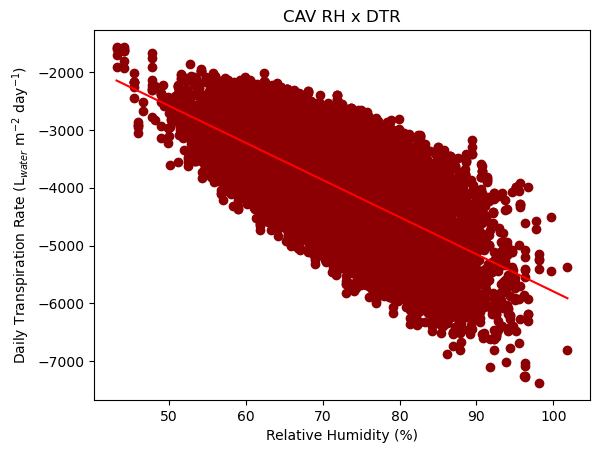 CAV RH x DTR
Daily Transpiration Rate (L_water m⁻² day⁻¹)
−2000
−3000
−4000
−5000
−6000
−7000
50 60 70 80 90 100
Relative Humidity (%)